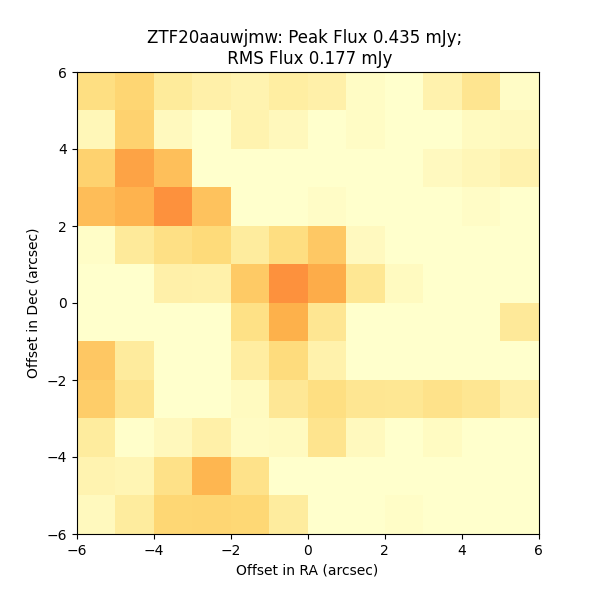 ZTF20aauwjmw: Peak Flux 0.435 mJy;
RMS Flux 0.177 mJy
6
4
2
0
−2
−4
−6
Offset in Dec (arcsec)
−6 −4 −2 0 2 4 6
Offset in RA (arcsec)